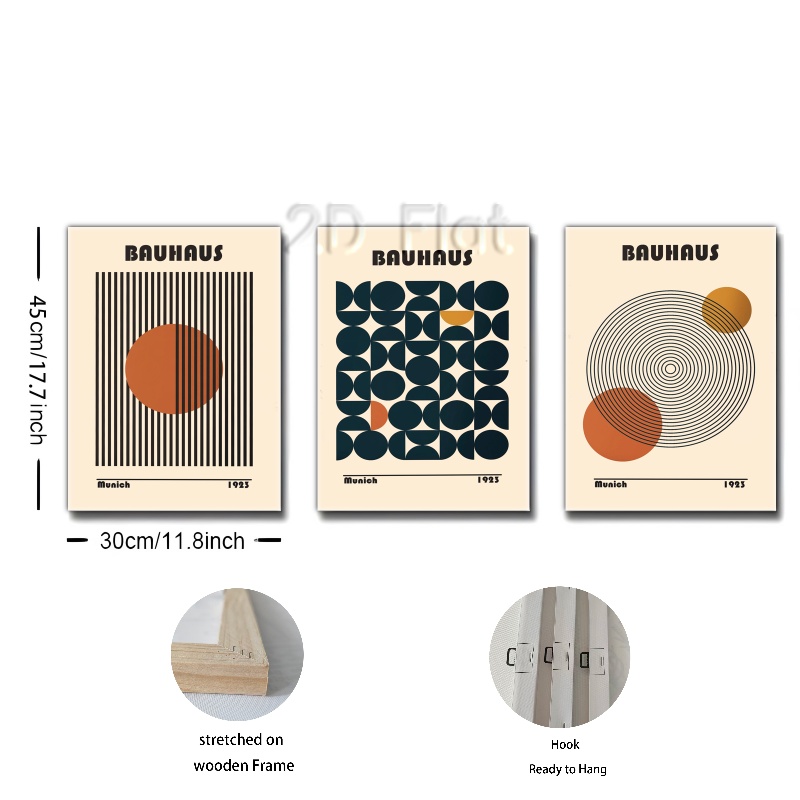 2D Flat
BAUHAUS
BAUHAUS
BAUHAUS
45cm/17.7inch
Munich 1923
Munich 1923
Munich 1923
30cm/11.8inch
stretched on
wooden Frame
Hook
Ready to Hang